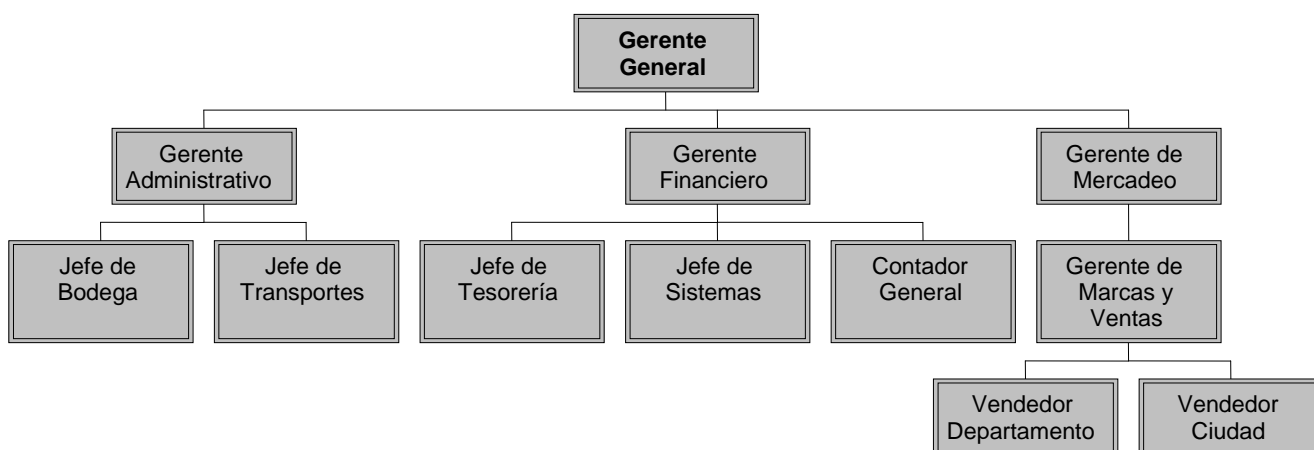 Gerente
General
Gerente
Administrativo
Gerente
Financiero
Gerente de
Mercadeo
Jefe de
Bodega
Jefe de
Transportes
Jefe de
Tesorería
Jefe de
Sistemas
Contador
General
Gerente de
Marcas y
Ventas
Vendedor
Departamento
Vendedor
Ciudad